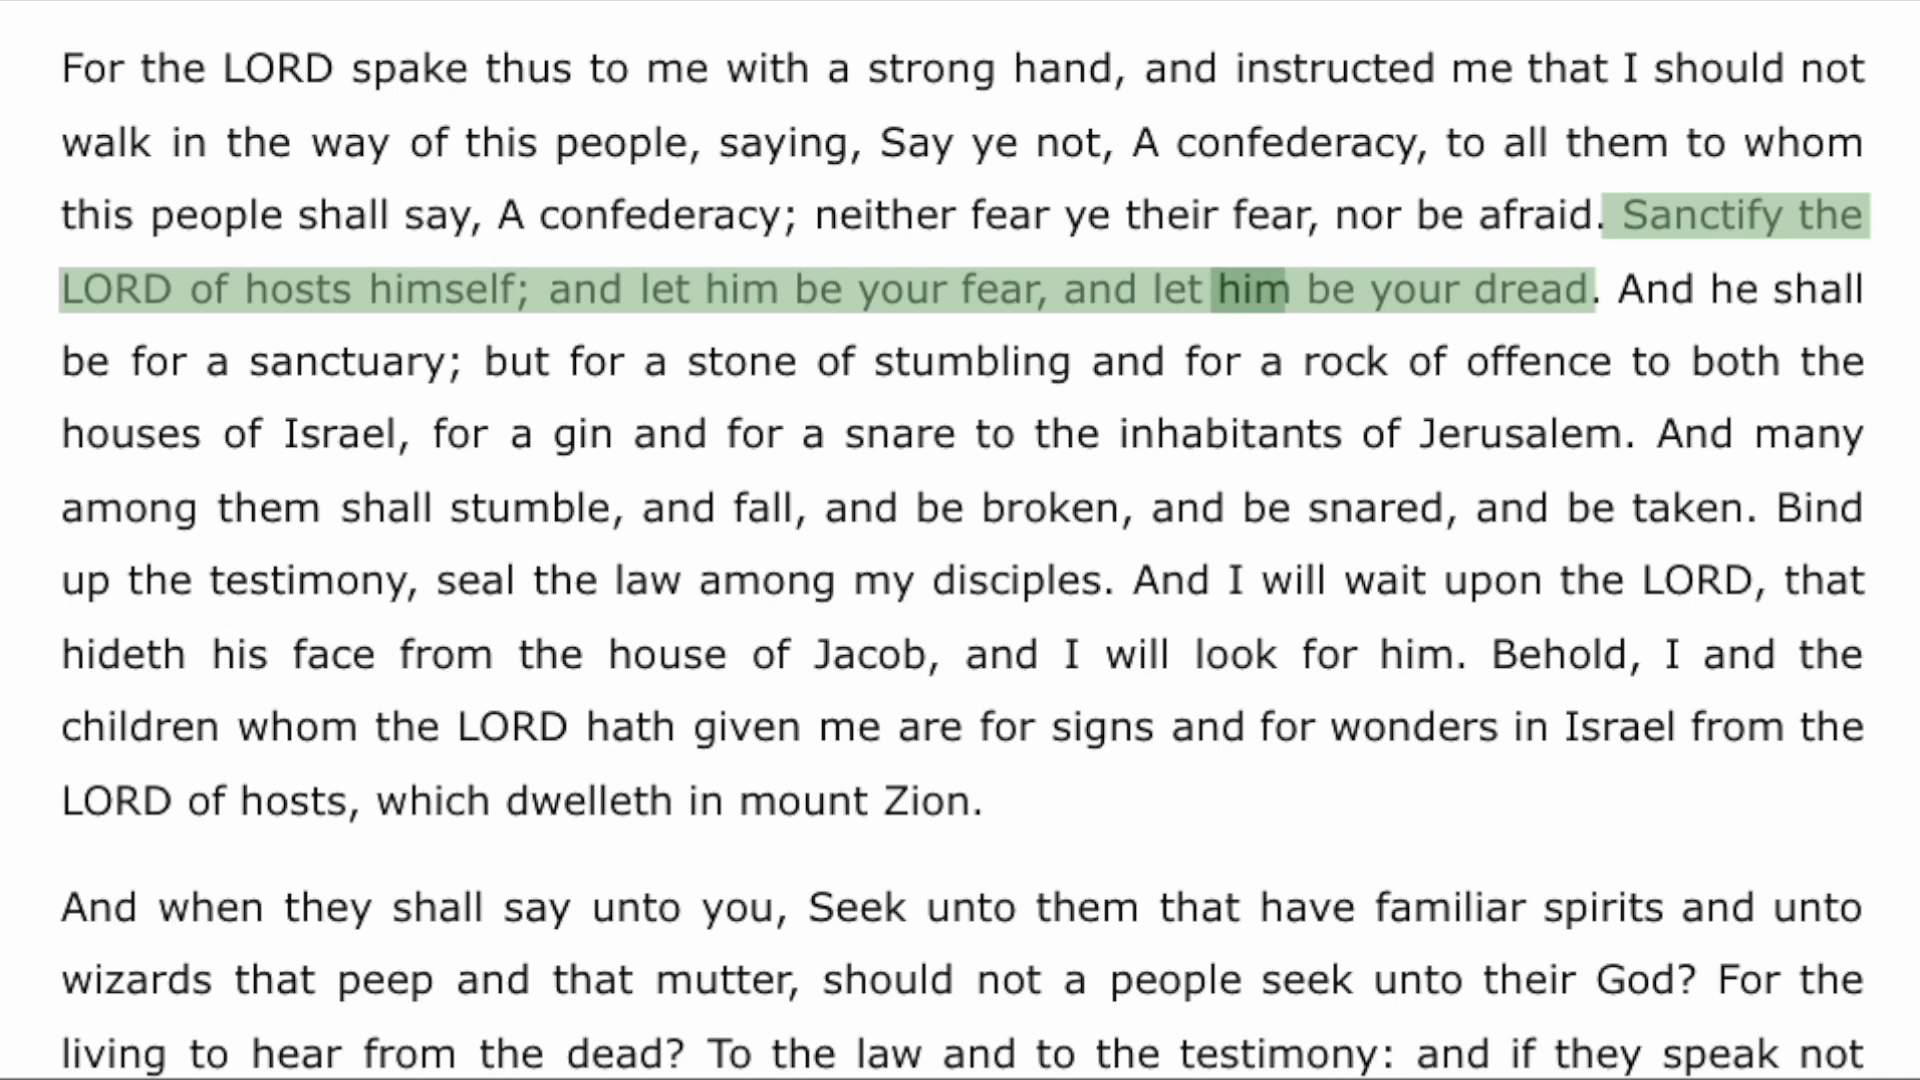 For the LORD spake thus to me with a strong hand, and instructed me that I should not
walk in the way of this people, saying, Say ye not, A confederacy, to all them to whom
this people shall say, A confederacy; neither fear ye their fear, nor be afraid. Sanctify the
LORD of hosts himself; and let him be your fear, and let him be your dread. And he shall
be for a sanctuary; but for a stone of stumbling and for a rock of offence to both the
houses of Israel, for a gin and for a snare to the inhabitants of Jerusalem. And many
among them shall stumble, and fall, and be broken, and be snared, and be taken. Bind
up the testimony, seal the law among my disciples. And I will wait upon the LORD, that
hideth his face from the house of Jacob, and I will look for him. Behold, I and the
children whom the LORD hath given me are for signs and for wonders in Israel from the
LORD of hosts, which dwelleth in mount Zion.
And when they shall say unto you, Seek unto them that have familiar spirits and unto
wizards that peep and that mutter, should not a people seek unto their God? For the
living to hear from the dead? To the law and to the testimony: and if they speak not